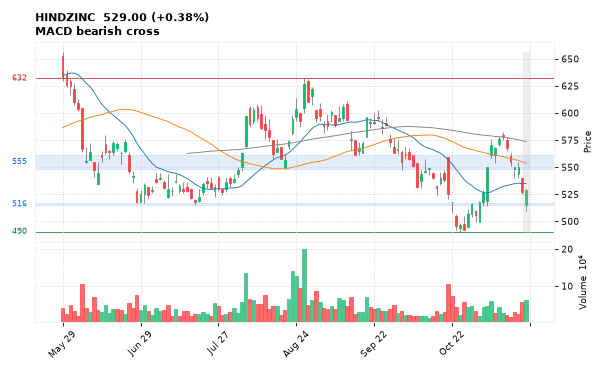 HINDZINC 529.00 (+0.38%)
MACD bearish cross
632
555
516
490
650
625
600
575
550
525
500
Price
20
10
Volume 10⁴
May 29
Jun 29
Jul 27
Aug 24
Sep 22
Oct 22